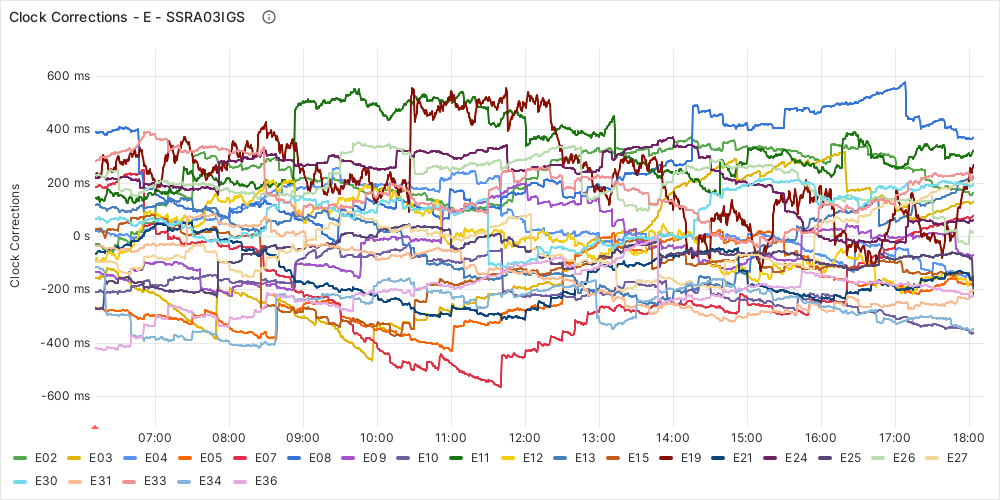 Clock Corrections - E - SSRA03IGS
Clock Corrections
600 ms
400 ms
200 ms
0 s
-200 ms
-400 ms
-600 ms
07:00 08:00 09:00 10:00 11:00 12:00 13:00 14:00 15:00 16:00 17:00 18:00
E02 E03 E04 E05 E07 E08 E09 E10 E11 E12 E13 E15 E19 E21 E24 E25 E26 E27
E30 E31 E33 E34 E36